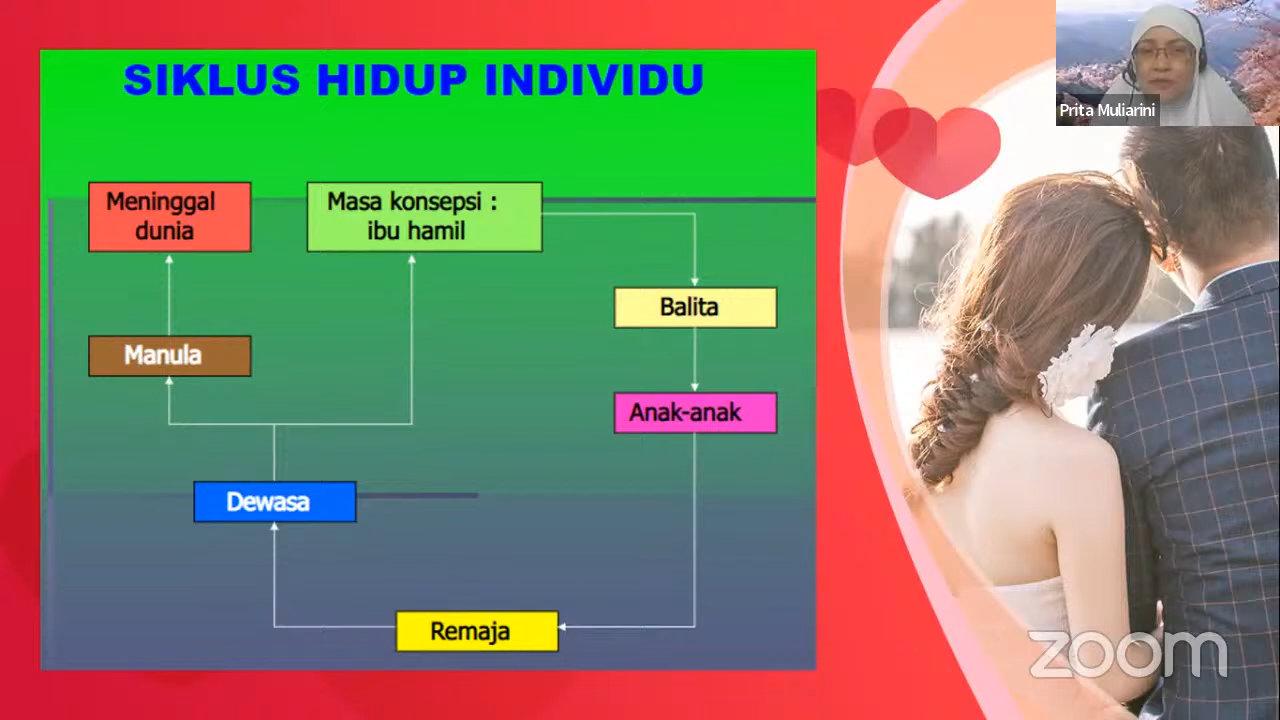 SIKLUS HIDUP INDIVIDU
Meninggal
dunia
Masa konsepsi :
ibu hamil
Balita
Manula
Anak-anak
Dewasa
Remaja
Prita Muliarini
zoom